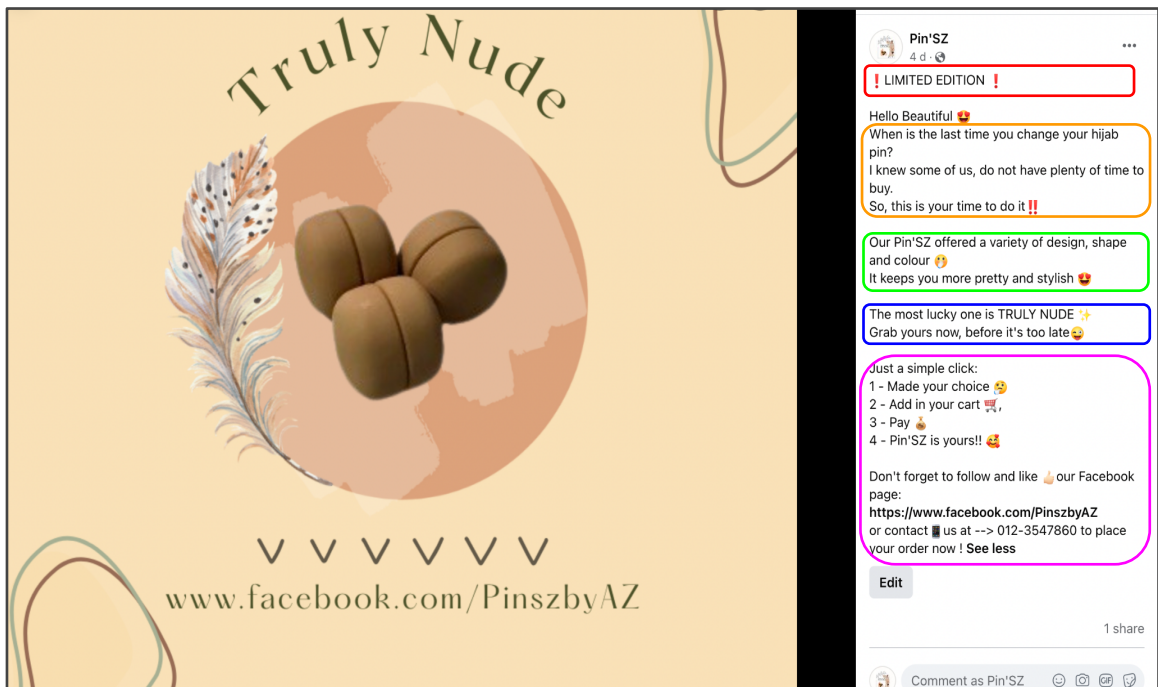 Truly Nude
V V V V V V
www.facebook.com/PinszbyAZ
Pin'SZ
4 d ·
❗LIMITED EDITION ❗
Hello Beautiful 😍
When is the last time you change your hijab
pin?
I knew some of us, do not have plenty of time to
buy.
So, this is your time to do it‼️
Our Pin'SZ offered a variety of design, shape
and colour 🤭
It keeps you more pretty and stylish 😍
The most lucky one is TRULY NUDE ✨
Grab yours now, before it's too late😜
Just a simple click:
1 - Made your choice 🤔
2 - Add in your cart 🛒,
3 - Pay 💰
4 - Pin'SZ is yours!! 🥰
Don't forget to follow and like 👍🏻our Facebook
page:
https://www.facebook.com/PinszbyAZ
or contact📱us at --> 012-3547860 to place
your order now ! See less
Edit
1 share
Comment as Pin'SZ
GIF